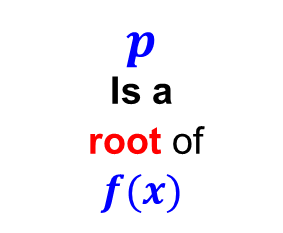 p
Is a
root of
f(x)